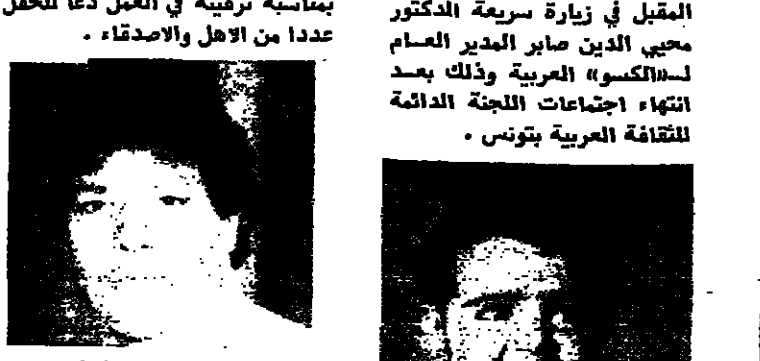 المقبل في زيارة سريعة الدكتور
محيي الدين صابر المدير العسام
لـ«الكسو» العربية وذلك بعد
انتهاء اجتماعات اللجنة الدائمة
للثقافة العربية بتونس .
بمناسبة ترقيته في العمل دعا للحفل
عددا من الاهل والاصدقاء .